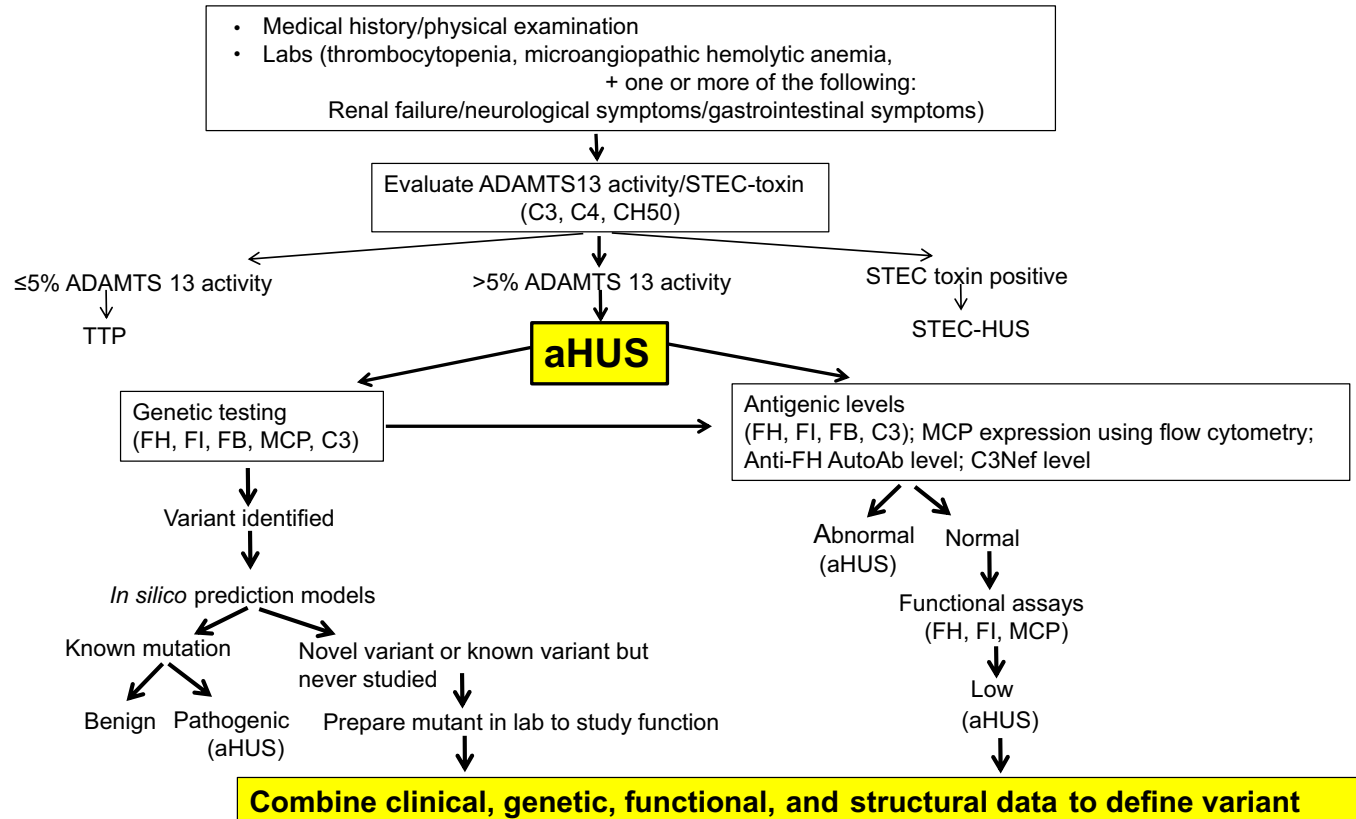 • Medical history/physical examination
• Labs (thrombocytopenia, microangiopathic hemolytic anemia,
+ one or more of the following:
Renal failure/neurological symptoms/gastrointestinal symptoms)
Evaluate ADAMTS13 activity/STEC-toxin
(C3, C4, CH50)
≤5% ADAMTS 13 activity
>5% ADAMTS 13 activity
STEC toxin positive
TTP
STEC-HUS
aHUS
Genetic testing
(FH, FI, FB, MCP, C3)
Antigenic levels
(FH, FI, FB, C3); MCP expression using flow cytometry;
Anti-FH AutoAb level; C3Nef level
Variant identified
Abnormal
(aHUS)
Normal
In silico prediction models
Functional assays
(FH, FI, MCP)
Known mutation
Novel variant or known variant but
never studied
Low
(aHUS)
Benign
Pathogenic
(aHUS)
Prepare mutant in lab to study function
Combine clinical, genetic, functional, and structural data to define variant